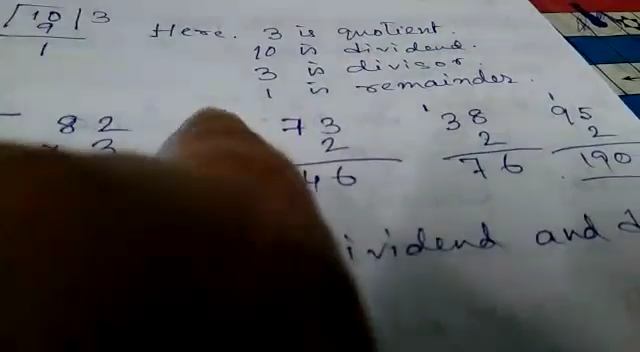 10 3 Here. 3 is quotient.
9 10 is dividend.
1 3 is divisor.
1 is remainder.
82 73 38 95
3 2 2 2
46 76 190
ividend and